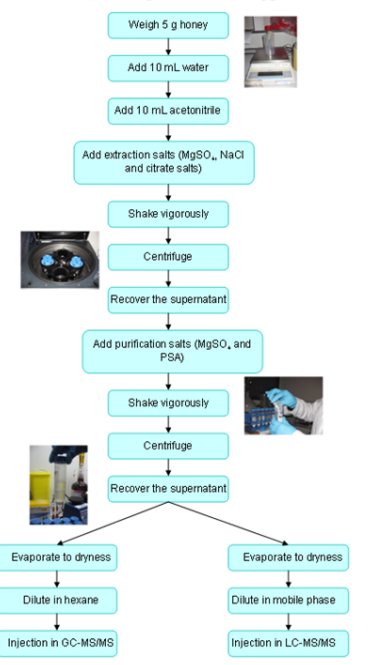 Weigh 5 g honey
Add 10 mL water
Add 10 mL acetonitrile
Add extraction salts (MgSO₄, NaCl
and citrate salts)
Shake vigorously
Centrifuge
Recover the supernatant
Add purification salts (MgSO₄ and
PSA)
Shake vigorously
Centrifuge
Recover the supernatant
Evaporate to dryness
Evaporate to dryness
Dilute in hexane
Dilute in mobile phase
Injection in GC-MS/MS
Injection in LC-MS/MS